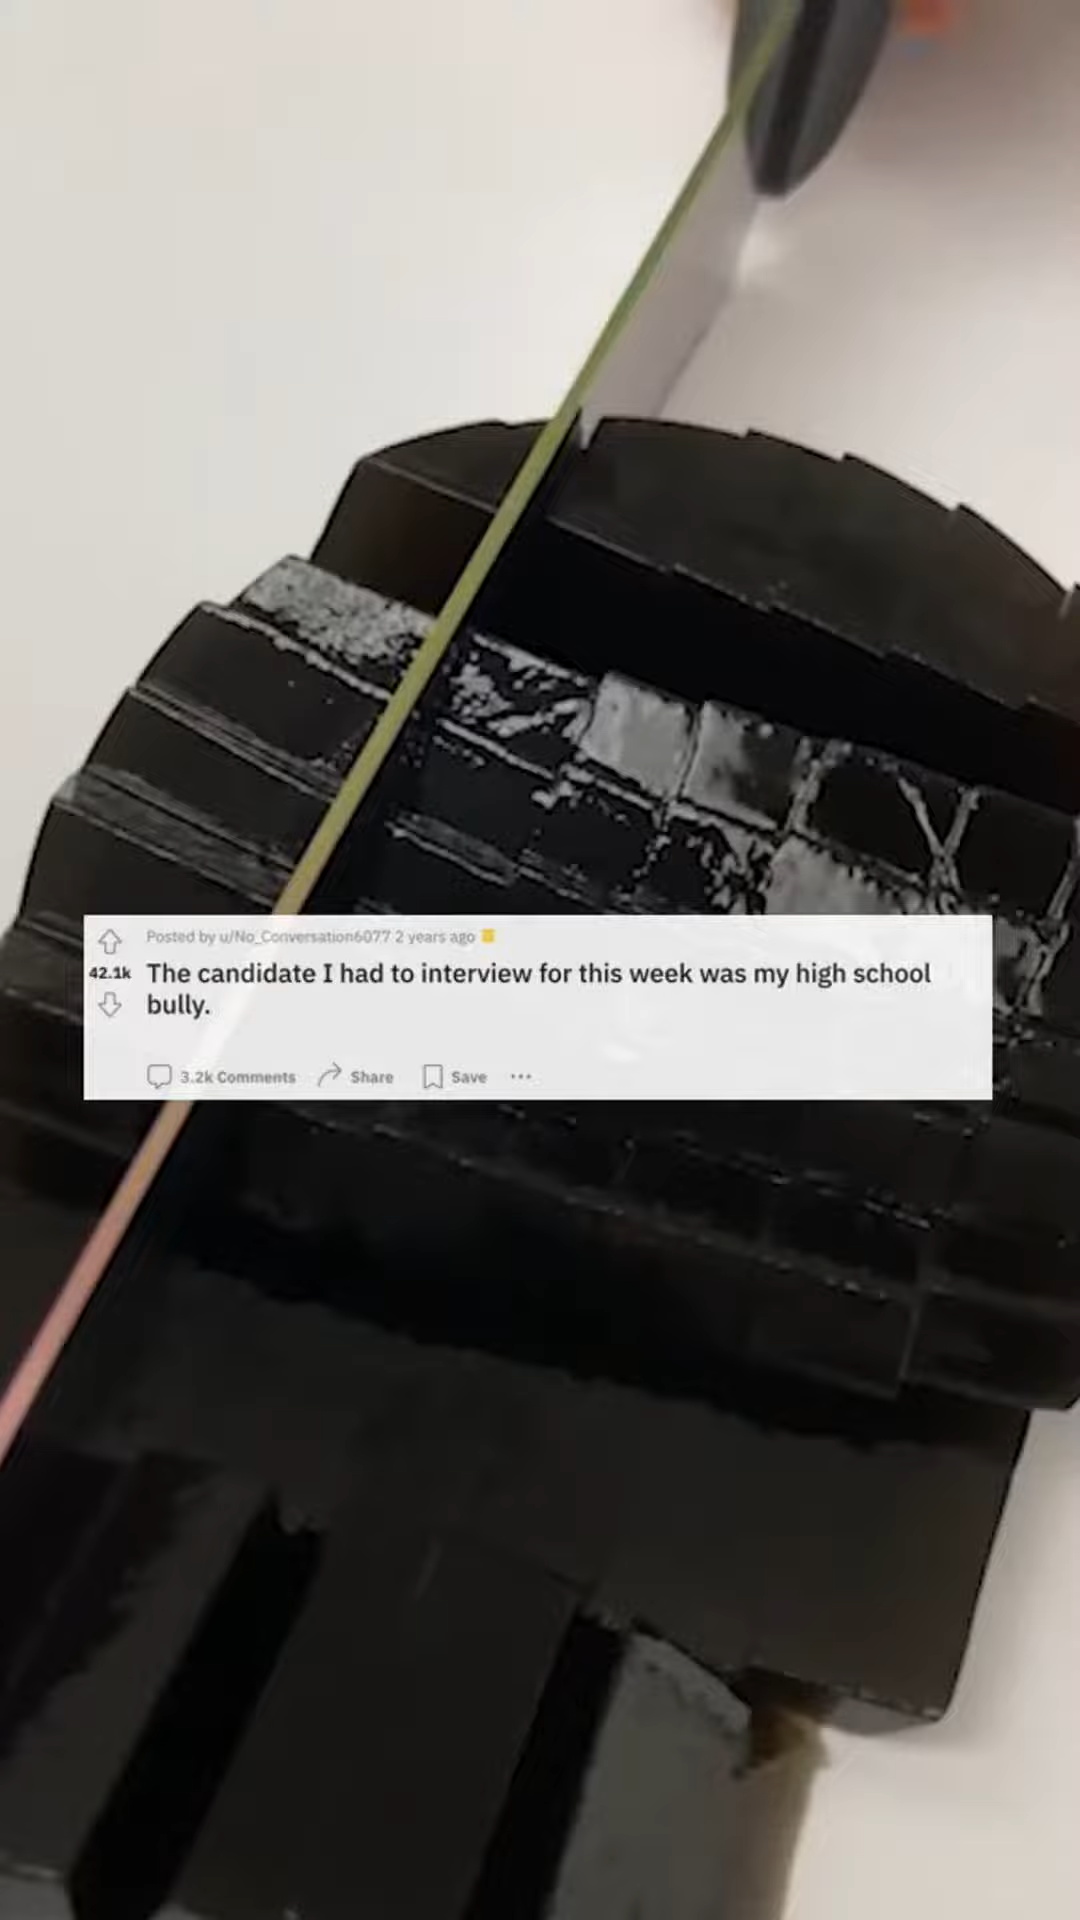 Posted by u/No_Conversation6077 2 years ago
42.1k
The candidate I had to interview for this week was my high school
bully.
3.2k Comments Share Save ...